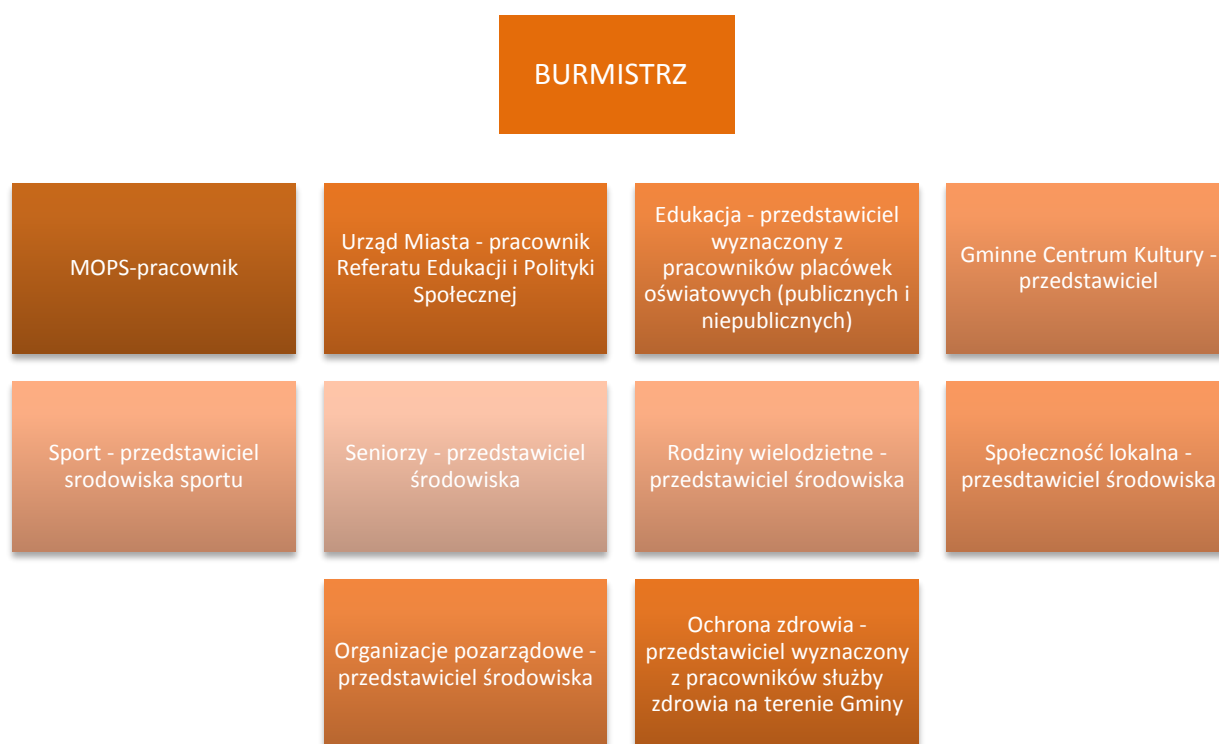 BURMISTRZ
MOPS-pracownik
Urząd Miasta - pracownik
Referatu Edukacji i Polityki
Społecznej
Edukacja - przedstawiciel
wyznaczony z
pracowników placówek
oświatowych (publicznych i
niepublicznych)
Gminne Centrum Kultury -
przedstawiciel
Sport - przedstawiciel
srodowiska sportu
Seniorzy - przedstawiciel
środowiska
Rodziny wielodzietne -
przedstawiciel środowiska
Społeczność lokalna -
przesdtawiciel środowiska
Organizacje pozarządowe -
przedstawiciel środowiska
Ochrona zdrowia -
przedstawiciel wyznaczony
z pracowników służby
zdrowia na terenie Gminy